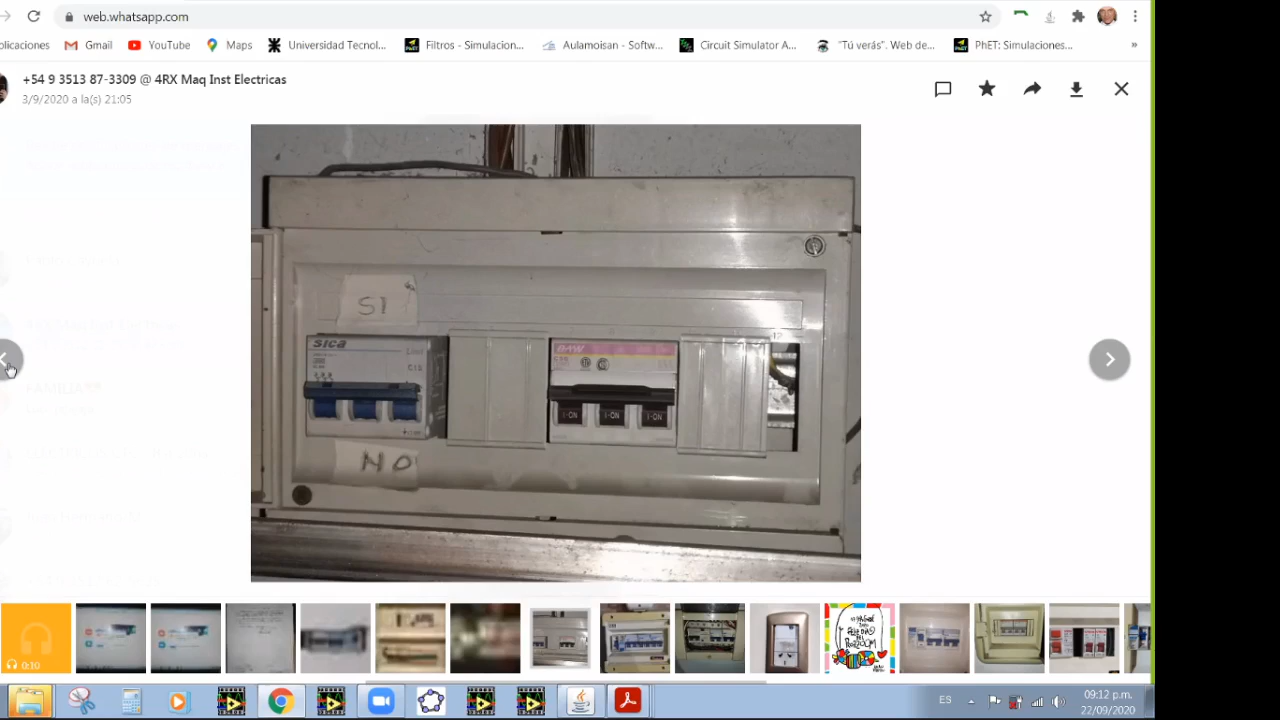 web.whatsapp.com
plicaciones
Gmail
YouTube
Maps
Universidad Tecnol...
Filtros - Simulacion...
Aulamoisan - Softw...
Circuit Simulator A...
"Tú verás". Web de...
PhET: Simulaciones...
»
+54 9 3513 87-3309 @ 4RX Maq Inst Electricas
3/9/2020 a la(s) 21:05
SI
sica
C15
I-ON
I-ON
I-ON
NO
0:10
ES
09:12 p.m.
22/09/2020